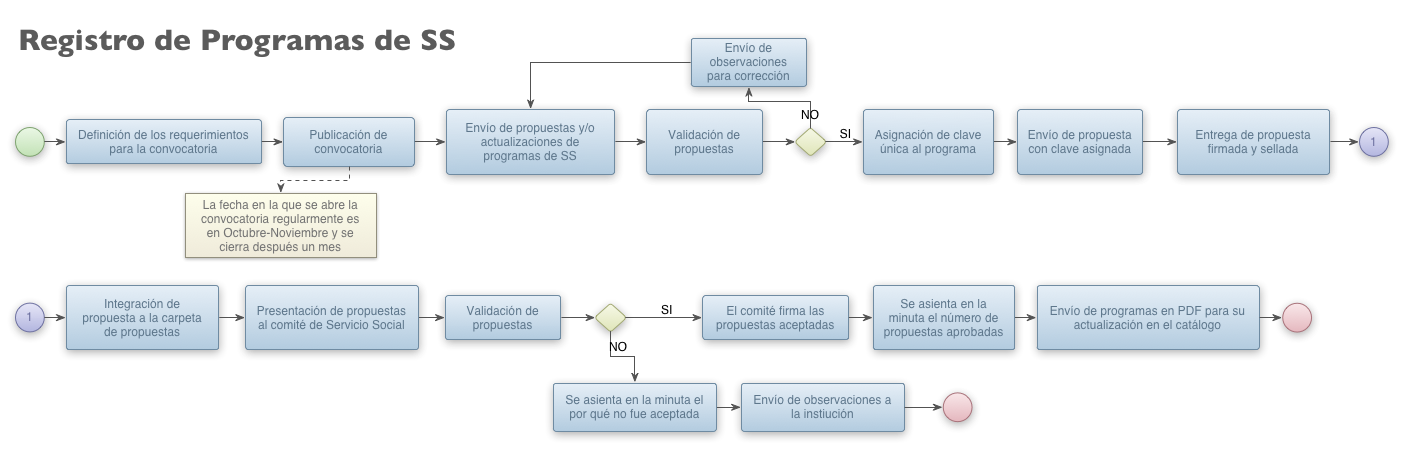 Registro de Programas de SS
Envío de
observaciones
para corrección
NO
Definición de los requerimientos
para la convocatoria
Publicación de
convocatoria
Envío de propuestas y/o
actualizaciones de
programas de SS
Validación de
propuestas
SI
Asignación de clave
única al programa
Envío de propuesta
con clave asignada
Entrega de propuesta
firmada y sellada
1
La fecha en la que se abre la
convocatoria regularmente es
en Octubre-Noviembre y se
cierra después un mes
1
Integración de
propuesta a la carpeta
de propuestas
Presentación de propuestas
al comité de Servicio Social
Validación de
propuestas
SI
El comité firma las
propuestas aceptadas
Se asienta en la
minuta el número de
propuestas aprobadas
Envío de programas en PDF para su
actualización en el catálogo
NO
Se asienta en la minuta el
por qué no fue aceptada
Envío de observaciones a
la instiución